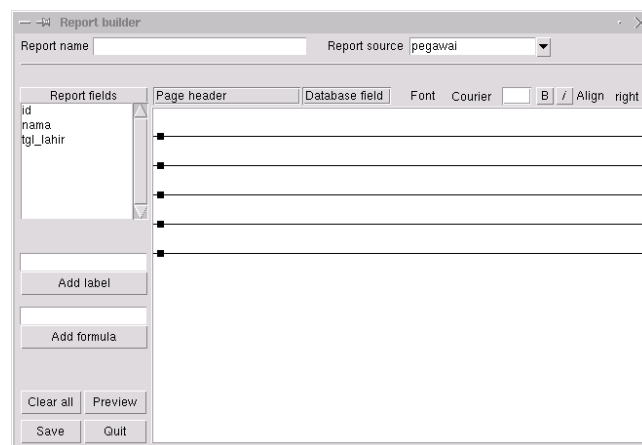 Report builder
Report name Report source pegawai
Report fields Page header Database field Font Courier B i Align right
id
nama
tgl_lahir
Add label
Add formula
Clear all Preview
Save Quit